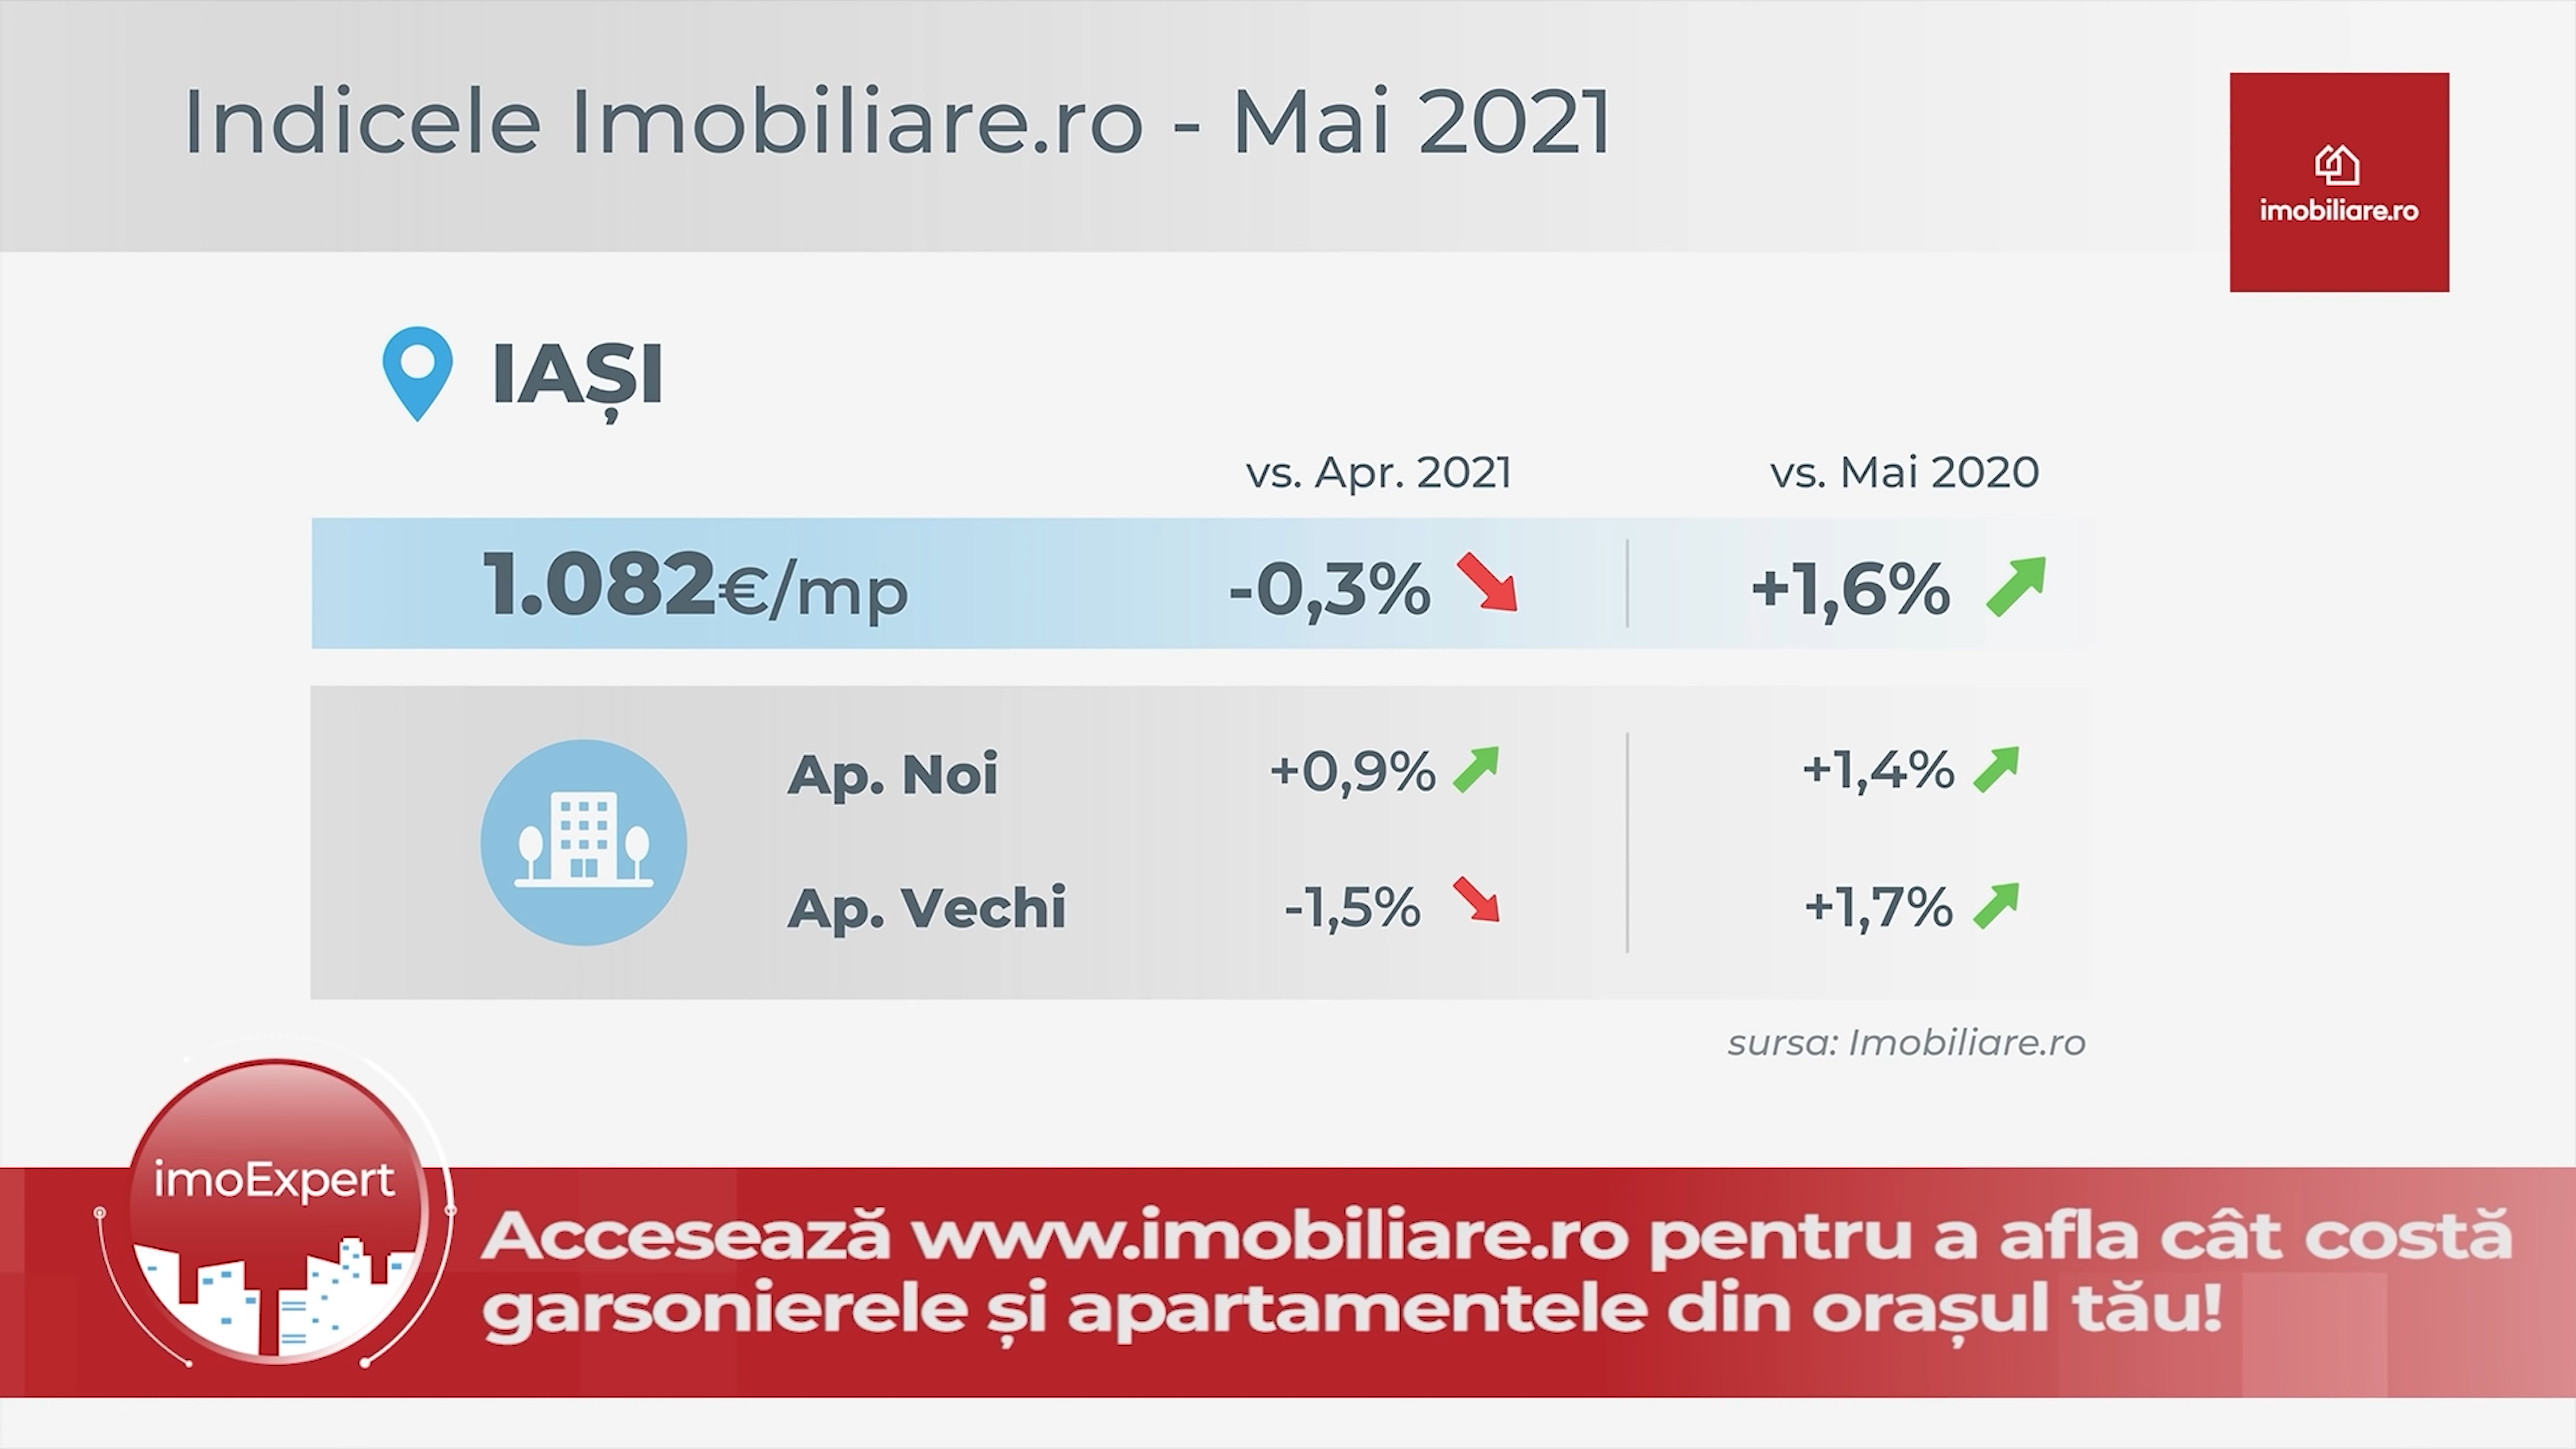 Indicele Imobiliare.ro - Mai 2021
imobiliare.ro
IAȘI
vs. Apr. 2021 vs. Mai 2020
1.082€/mp -0,3% +1,6%
Ap. Noi +0,9% +1,4%
Ap. Vechi -1,5% +1,7%
sursa: Imobiliare.ro
imoExpert
Accesează www.imobiliare.ro pentru a afla cât costă
garsonierele și apartamentele din orașul tău!